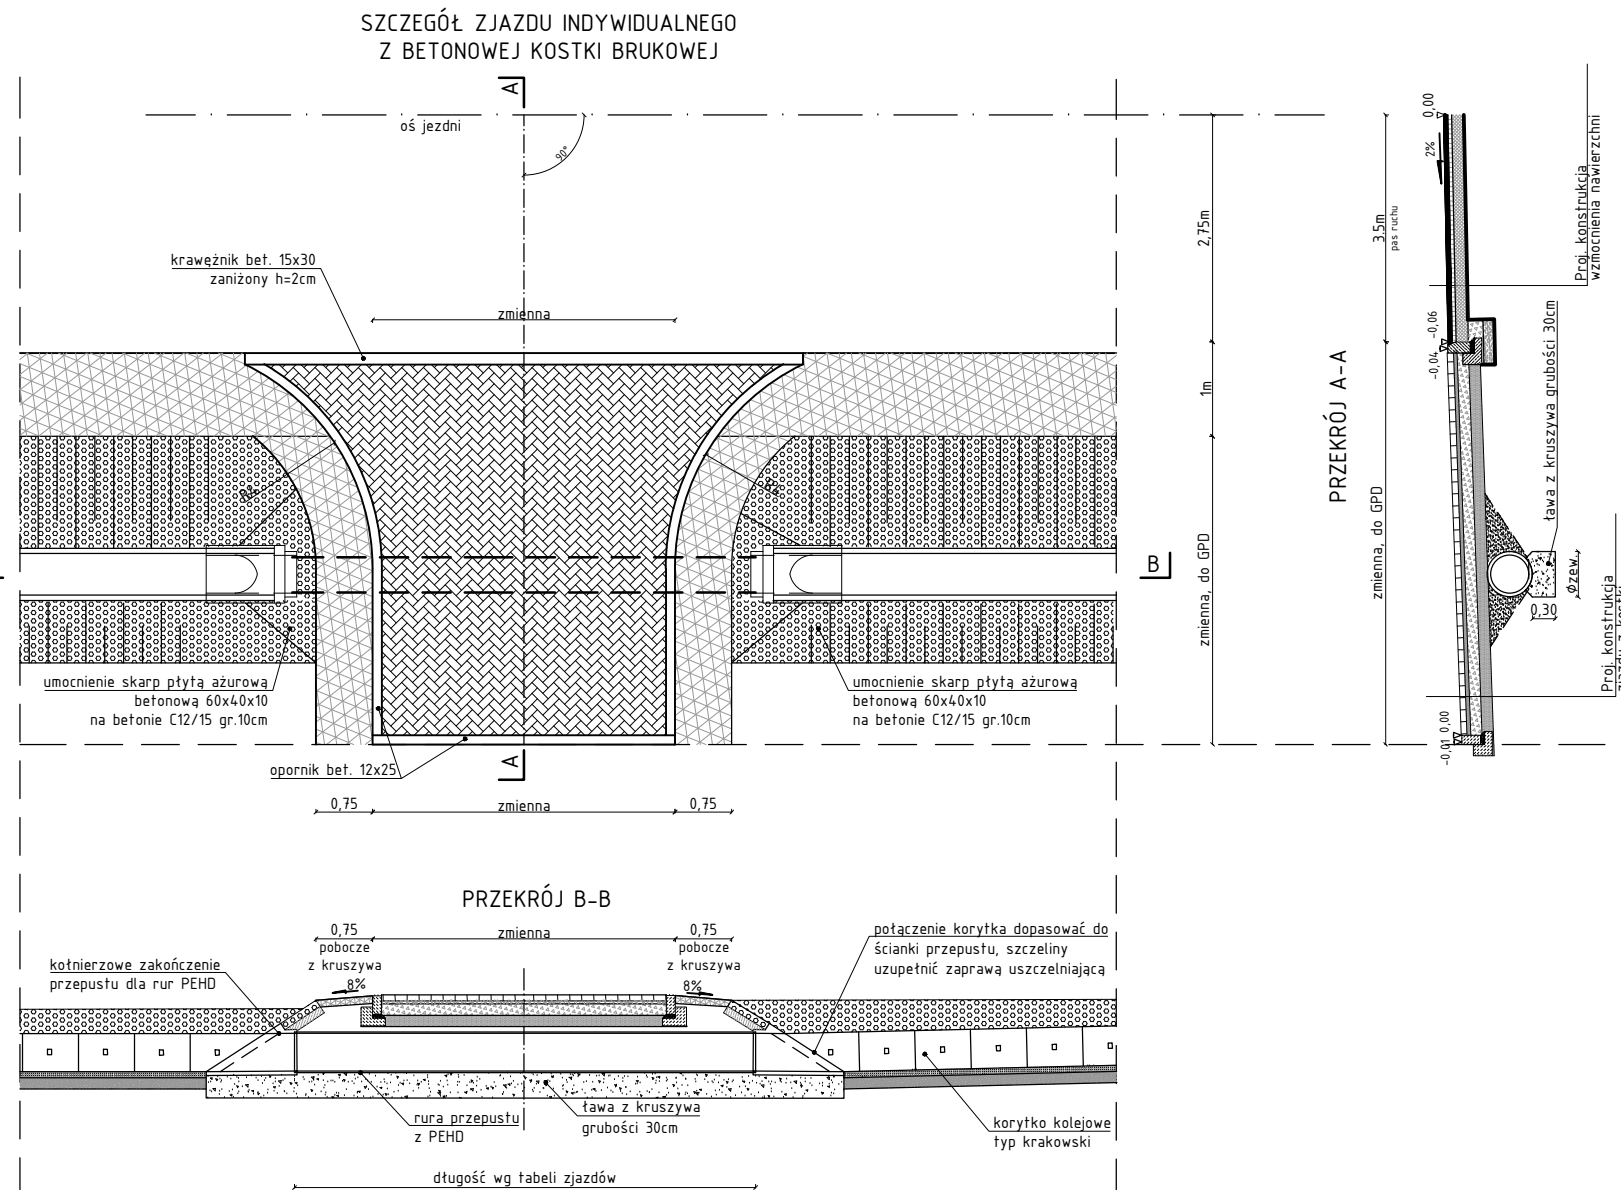 SZCZEGÓŁ ZJAZDU INDYWIDUALNEGO
Z BETONOWEJ KOSTKI BRUKOWEJ
A
oś jezdni
90°
krawężnik bet. 15x30
zaniżony h=2cm
zmienna
R4
R4
B
umocnienie skarp płytą ażurową
betonową 60x40x10
na betonie C12/15 gr.10cm
umocnienie skarp płytą ażurową
betonową 60x40x10
na betonie C12/15 gr.10cm
opornik bet. 12x25
A
0,75
zmienna
0,75
2,75m
1m
zmienna, do GPD
3.5m
pas ruchu
zmienna, do GPD
PRZEKRÓJ A-A
0,00
2%
-0,06
-0,04
Proj. konstrukcja
wzmocnienia nawierzchni
ława z kruszywa grubości 30cm
ϕ zew.
0,30
Proj. konstrukcja
zjazdu z kostki
0,00
-0,01
PRZEKRÓJ B-B
0,75
pobocze
z kruszywa
8%
zmienna
0,75
pobocze
z kruszywa
8%
kołnierzowe zakończenie
przepustu dla rur PEHD
połączenie korytka dopasować do
ścianki przepustu, szczeliny
uzupełnić zaprawą uszczelniającą
rura przepustu
z PEHD
ława z kruszywa
grubości 30cm
korytko kolejowe
typ krakowski
długość wg tabeli zjazdów